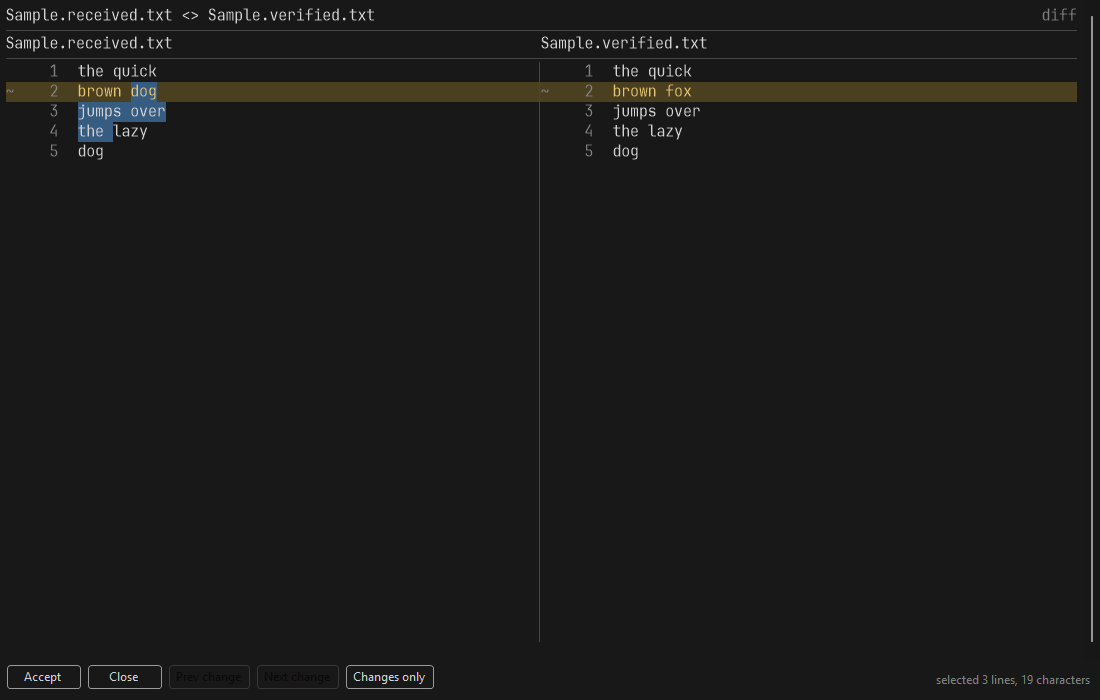 Sample.received.txt <> Sample.verified.txt diff
Sample.received.txt Sample.verified.txt
1 the quick 1 the quick
~ 2 brown dog ~ 2 brown fox
3 jumps over 3 jumps over
4 the lazy 4 the lazy
5 dog 5 dog
Accept Close Prev change Next change Changes only selected 3 lines, 19 characters